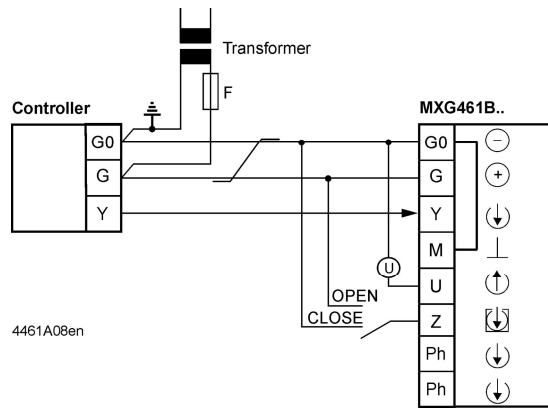 Transformer
F
Controller
MXG461B..
G0
G0
G
G
Y
Y
M
U
U
OPEN
CLOSE
Z
4461A08en
Ph
Ph